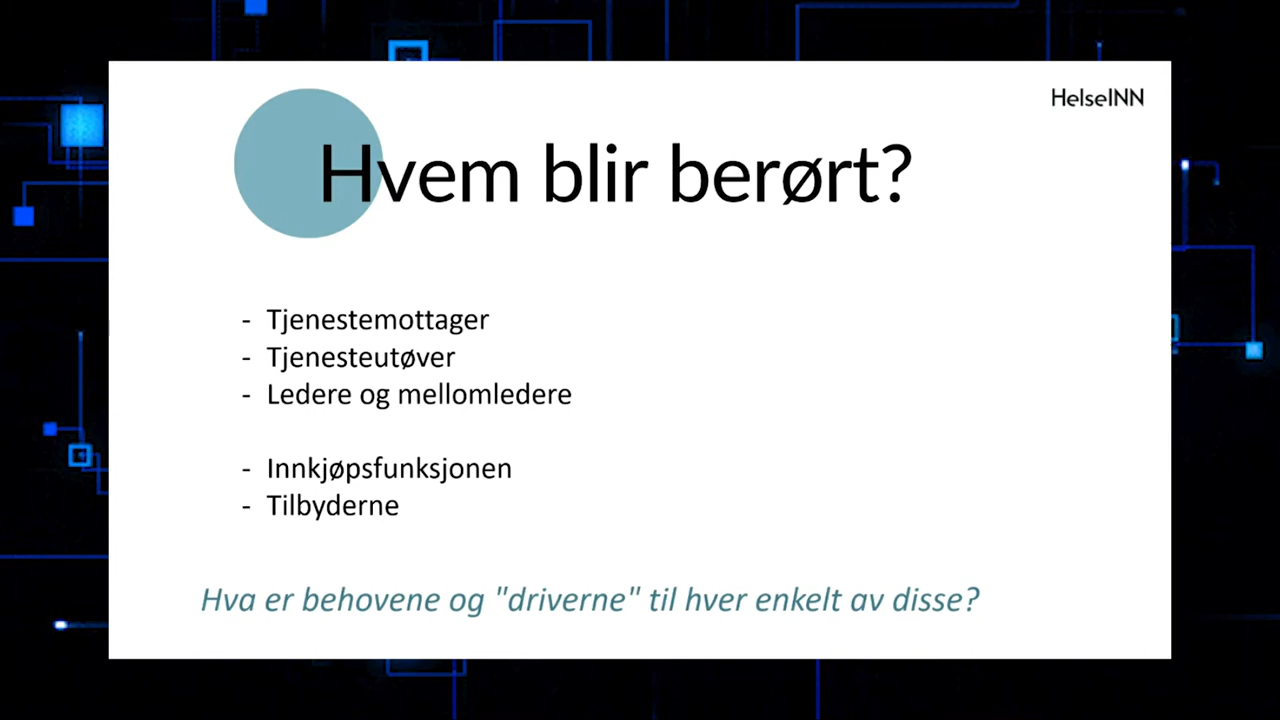 HelseINN
Hvem blir berørt?
- Tjenestemottager
- Tjenesteutøver
- Ledere og mellomledere
- Innkjøpsfunksjonen
- Tilbyderne
Hva er behovene og "driverne" til hver enkelt av disse?